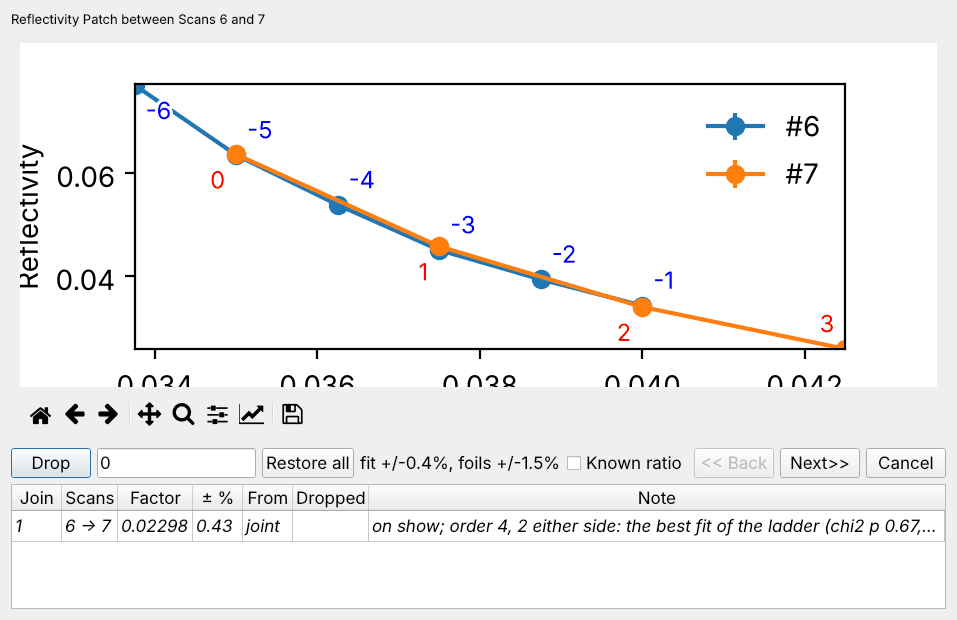 Reflectivity Patch between Scans 6 and 7
Reflectivity
0.06
0.04
-6
-5
-4
-3
-2
-1
0
1
2
3
#6
#7
0.034 0.036 0.038 0.040 0.042
Drop 0 Restore all fit +/-0.4%, foils +/-1.5% Known ratio << Back Next>> Cancel
Join Scans Factor ± % From Dropped Note
1 6 → 7 0.02298 0.43 joint on show; order 4, 2 either side: the best fit of the ladder (chi2 p 0.67,...